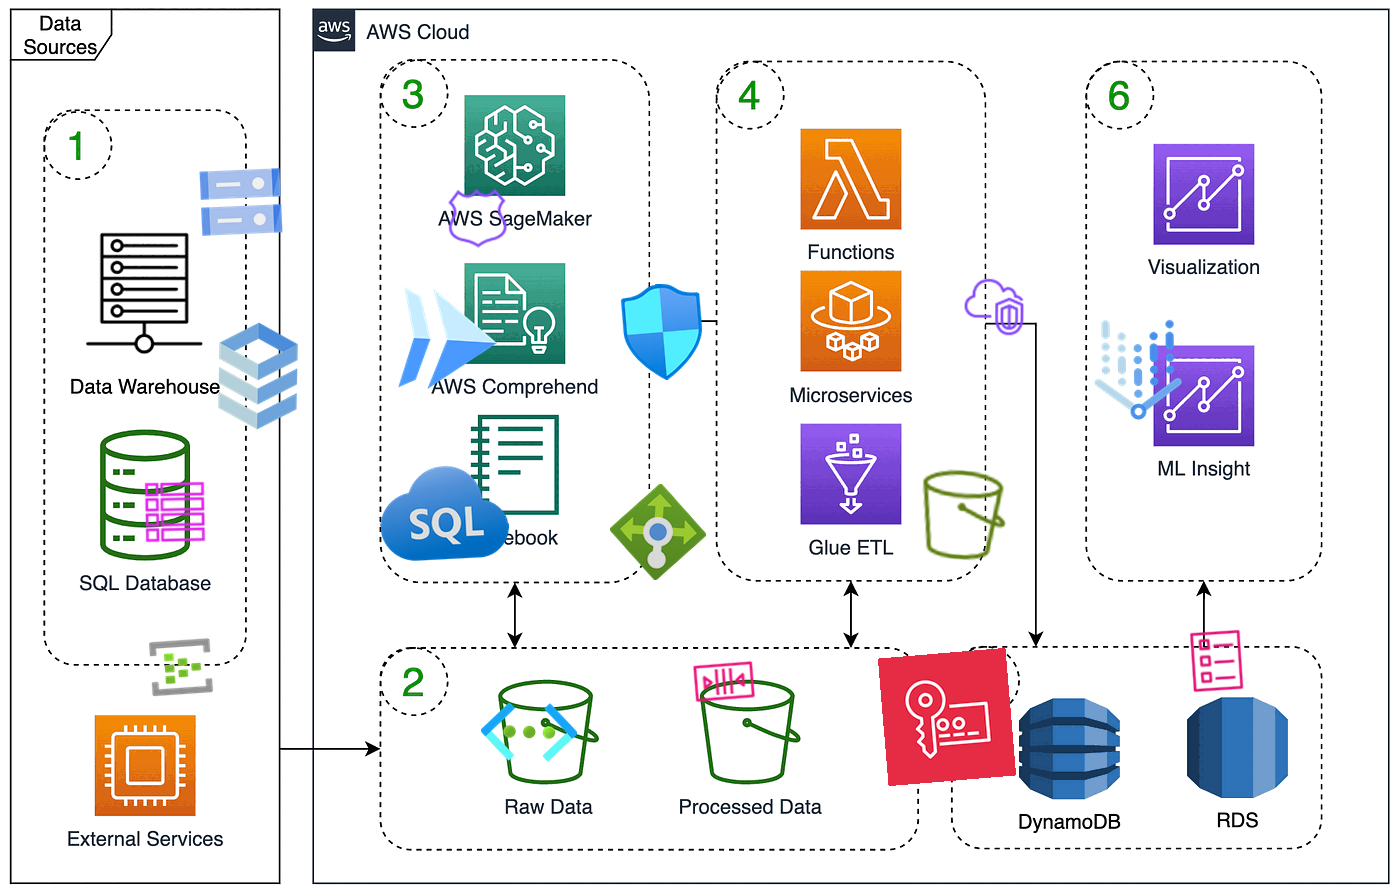 Data
Sources
aws
AWS Cloud
1
Data Warehouse
SQL Database
External Services
3
AWS SageMaker
AWS Comprehend
SQL
ebook
4
Functions
Microservices
Glue ETL
6
Visualization
ML Insight
2
Raw Data
Processed Data
DynamoDB
RDS